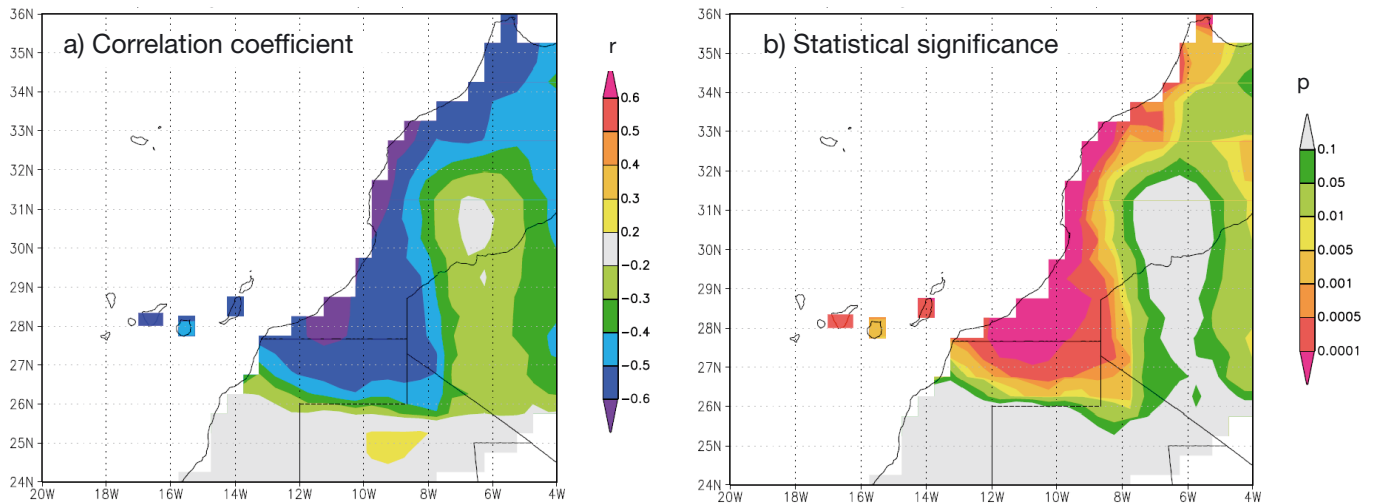 a) Correlation coefficient
r
36N
35N
34N
33N
32N
31N
30N
29N
28N
27N
26N
25N
24N
20W
18W
16W
14W
12W
10W
8W
6W
4W
0.6
0.5
0.4
0.3
0.2
−0.2
−0.3
−0.4
−0.5
−0.6
b) Statistical significance
p
36N
35N
34N
33N
32N
31N
30N
29N
28N
27N
26N
25N
24N
20W
18W
16W
14W
12W
10W
8W
6W
4W
0.1
0.05
0.01
0.005
0.001
0.0005
0.0001